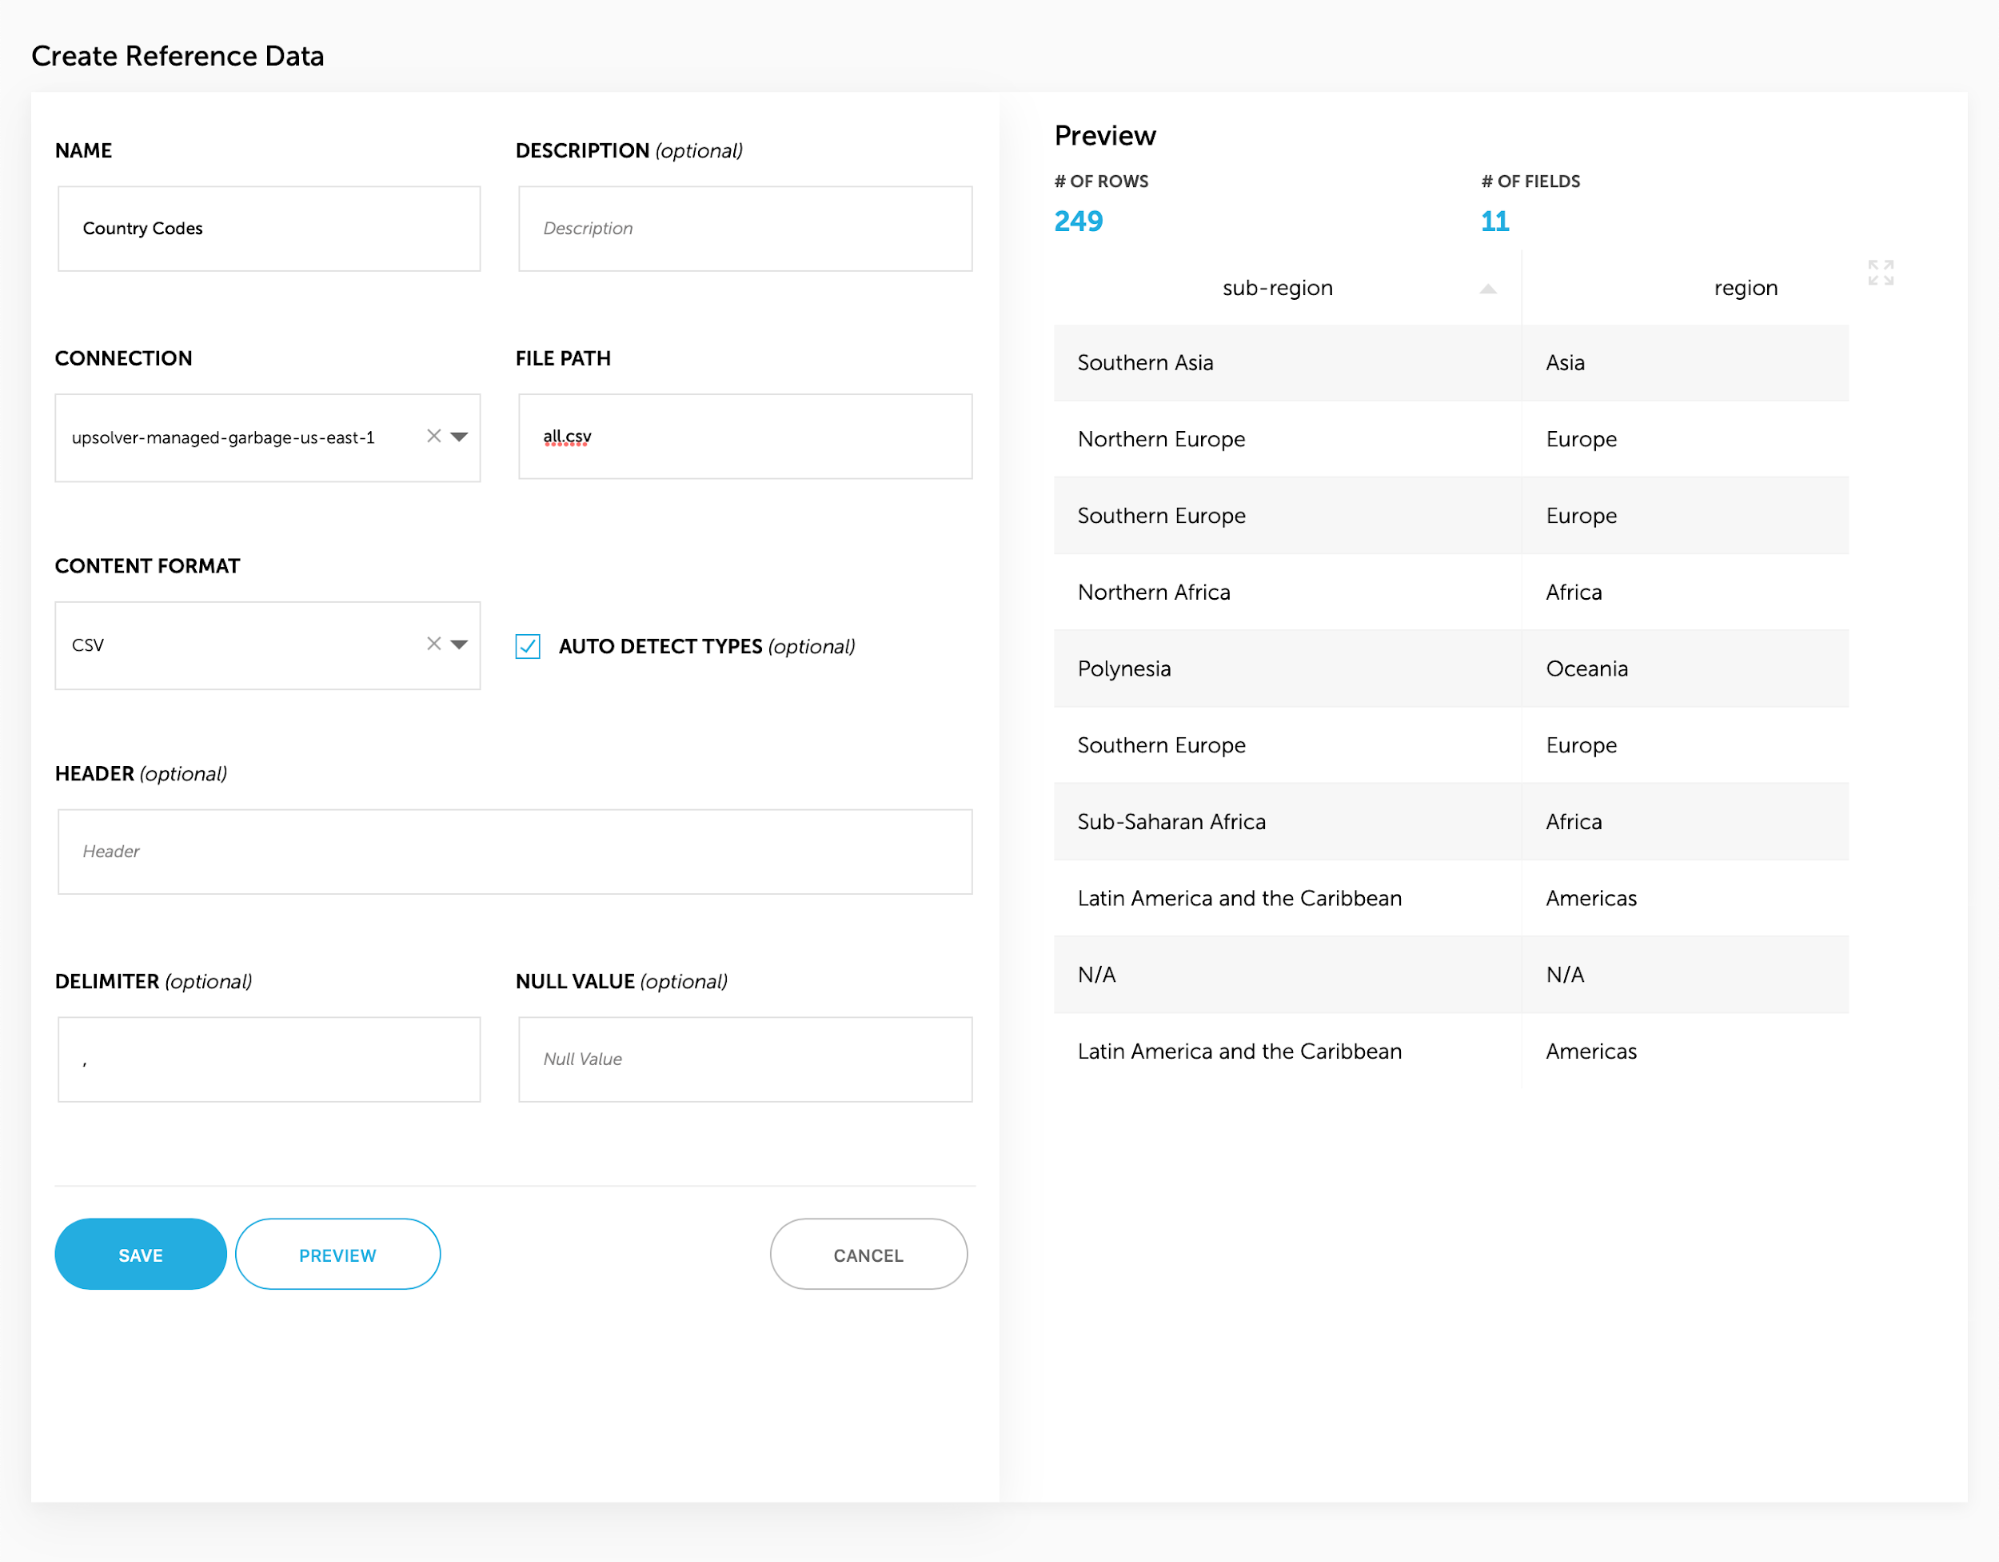 Create Reference Data
NAME
DESCRIPTION (optional)
Country Codes
Description
CONNECTION
FILE PATH
upsolver-managed-garbage-us-east-1
all.csv
CONTENT FORMAT
CSV
AUTO DETECT TYPES (optional)
HEADER (optional)
Header
DELIMITER (optional)
NULL VALUE (optional)
,
Null Value
SAVE
PREVIEW
CANCEL
Preview
# OF ROWS
# OF FIELDS
249
11
sub-region
region
Southern Asia
Asia
Northern Europe
Europe
Southern Europe
Europe
Northern Africa
Africa
Polynesia
Oceania
Southern Europe
Europe
Sub-Saharan Africa
Africa
Latin America and the Caribbean
Americas
N/A
N/A
Latin America and the Caribbean
Americas